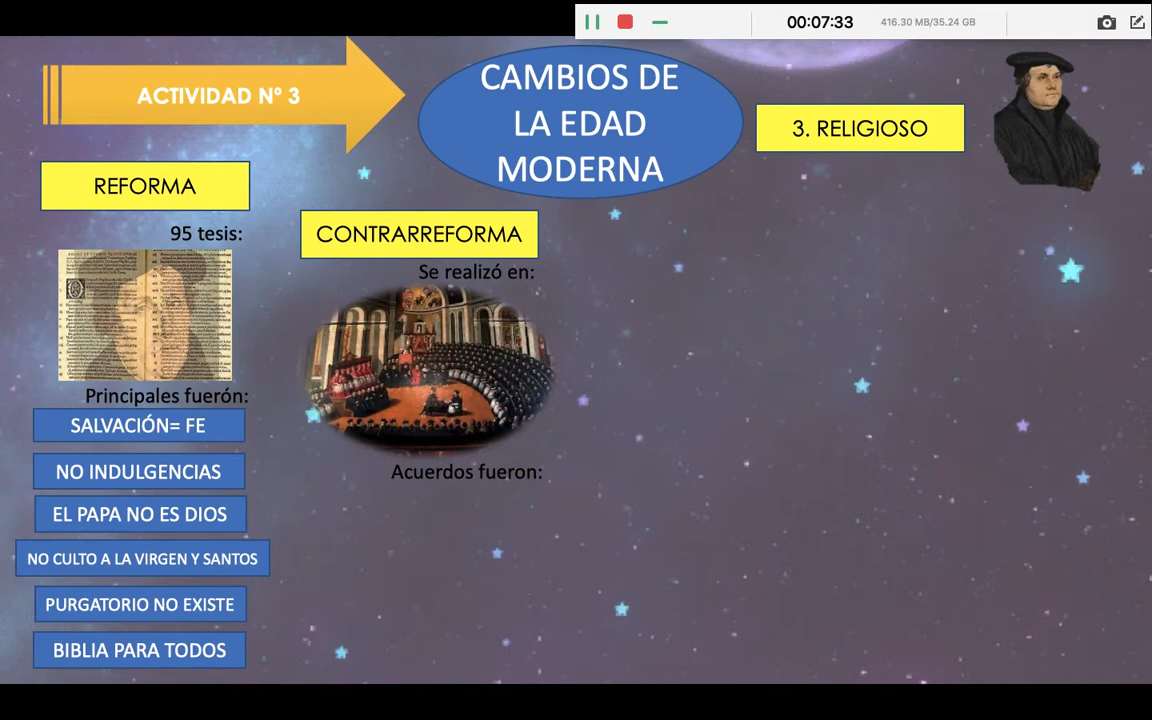 00:07:33
416.30 MB/35.24 GB
ACTIVIDAD Nº 3
CAMBIOS DE
LA EDAD
MODERNA
3. RELIGIOSO
REFORMA
95 tesis:
Principales fuerón:
SALVACIÓN= FE
NO INDULGENCIAS
EL PAPA NO ES DIOS
NO CULTO A LA VIRGEN Y SANTOS
PURGATORIO NO EXISTE
BIBLIA PARA TODOS
CONTRARREFORMA
Se realizó en:
Acuerdos fueron: